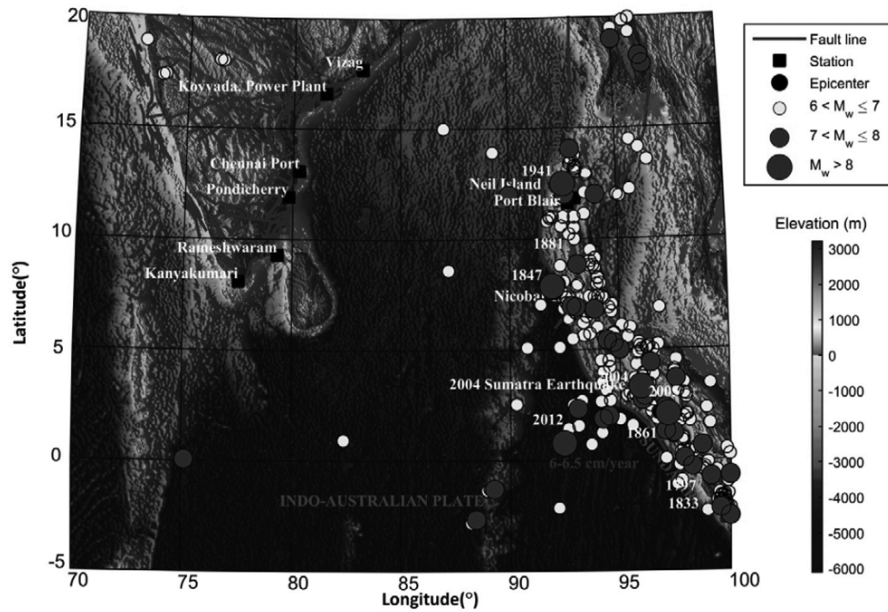 20
15
10
5
0
-5
70
75
80
85
90
95
100
Latitude(°)
Longitude(°)
Vizag
Kovvada, Power Plant
Chennai Port
Pondicherry
Rameshwaram
Kanyakumari
1941
Neil Island
Port Blair
1881
1847
Nicobar
2004
2004 Sumatra Earthquake
2005
2012
1861
6-6.5 cm/year
INDO-AUSTRALIAN PLATE
1797
1833
Fault line
Station
Epicenter
6 < Mw ≤ 7
7 < Mw ≤ 8
Mw > 8
Elevation (m)
3000
2000
1000
0
-1000
-2000
-3000
-4000
-5000
-6000